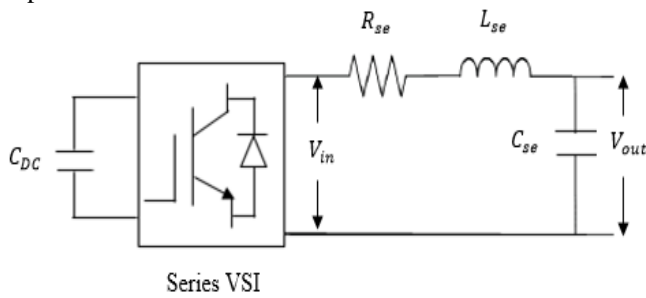 R_se
L_se
C_DC
V_in
C_se
V_out
Series VSI